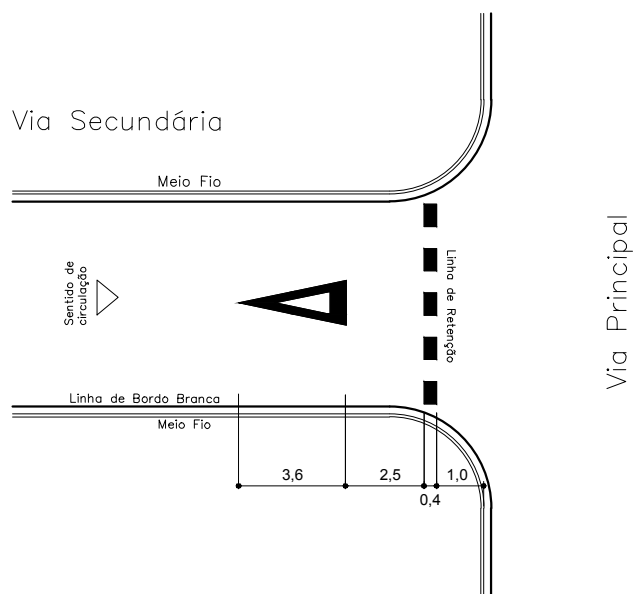 Via Secundária
Meio Fio
Sentido de
circulação
Linha de Retenção
Via Principal
Linha de Bordo Branca
Meio Fio
3,6
2,5
0,4
1,0